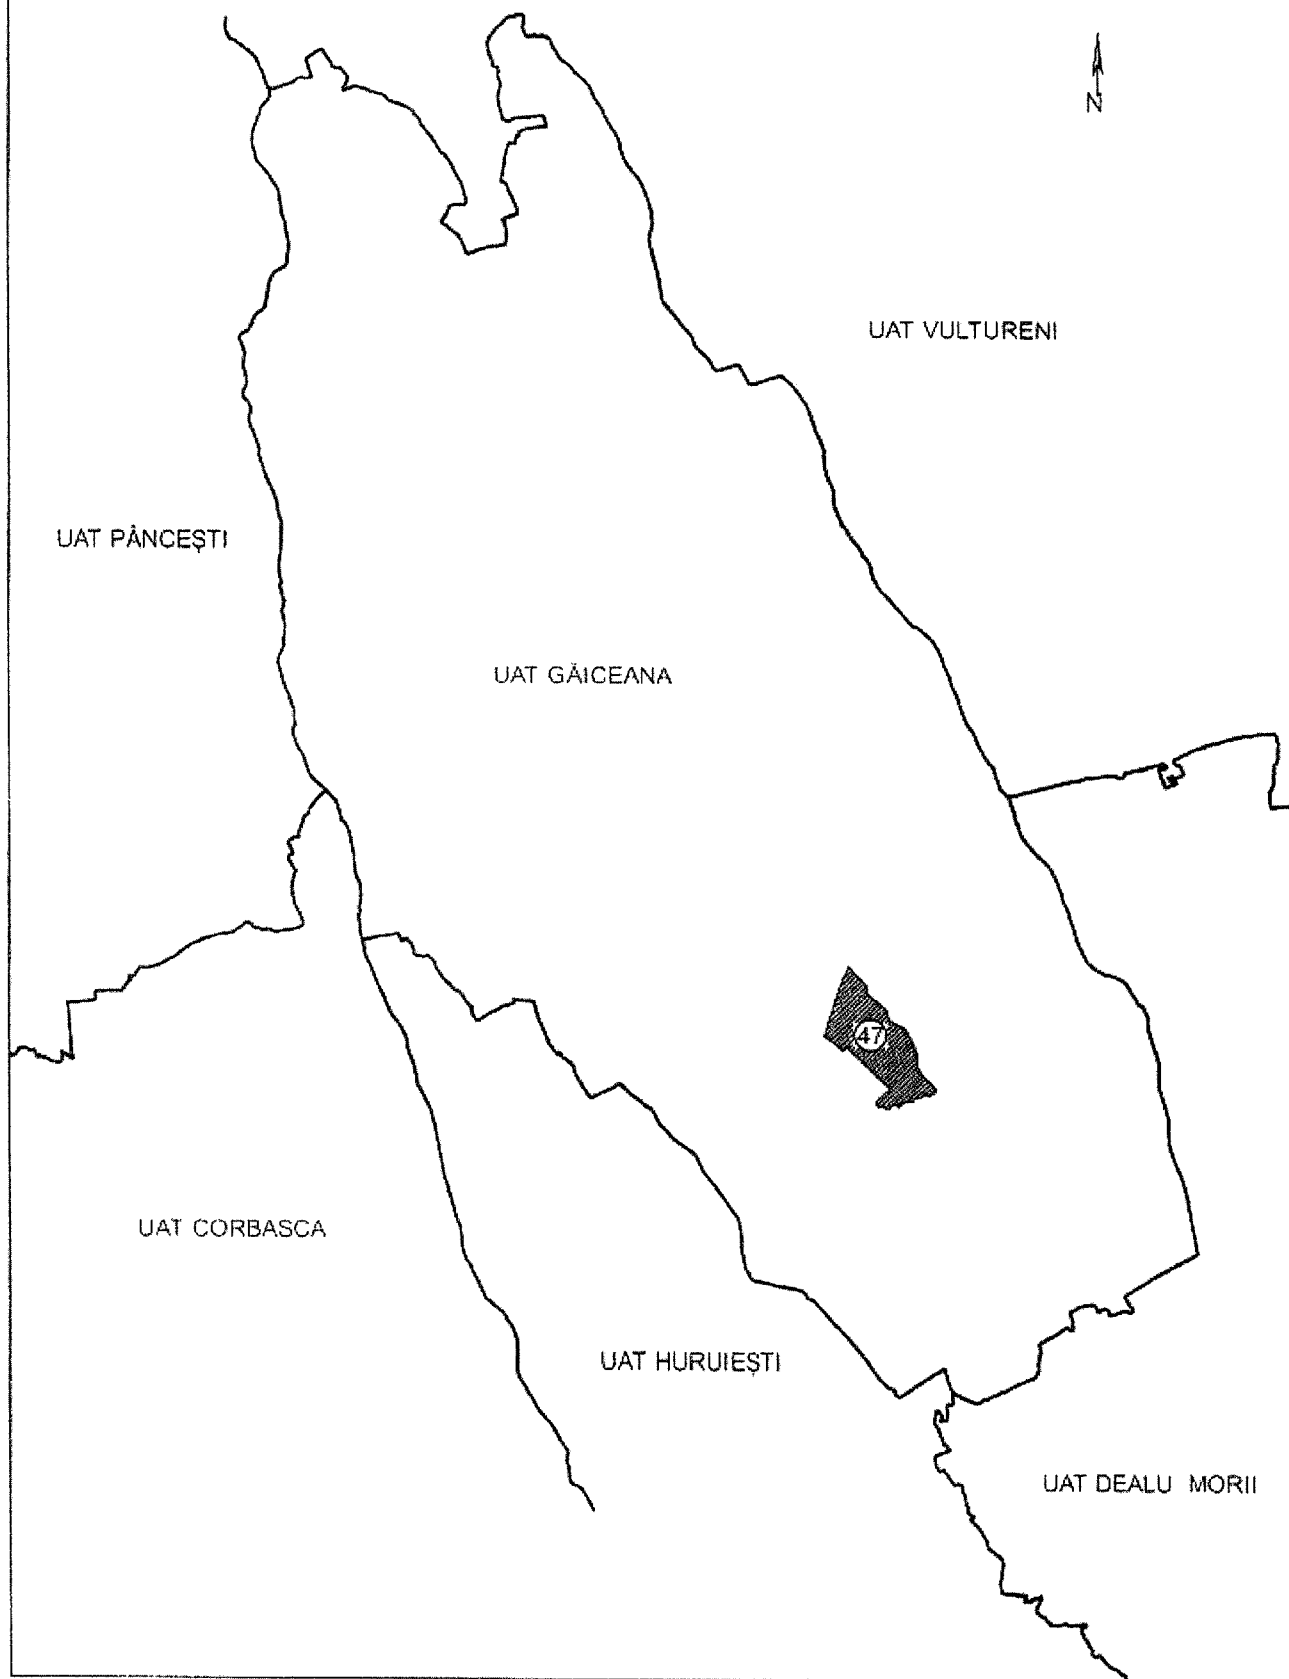 N
UAT VULTURENI
UAT PÂNCEȘTI
UAT GĂICEANA
47
UAT CORBASCA
UAT HURUIEȘTI
UAT DEALU MORII